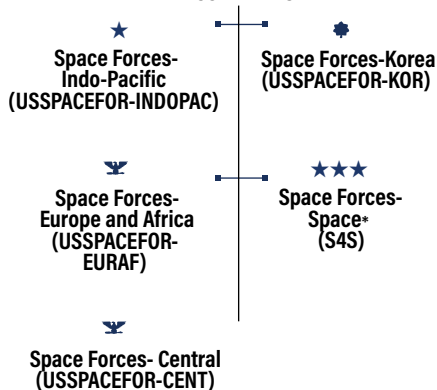 Space Forces-
Indo-Pacific
(USSPACEFOR-INDOPAC)
Space Forces-Korea
(USSPACEFOR-KOR)
Space Forces-
Europe and Africa
(USSPACEFOR-
EURAF)
Space Forces-
Space*
(S4S)
Space Forces- Central
(USSPACEFOR-CENT)